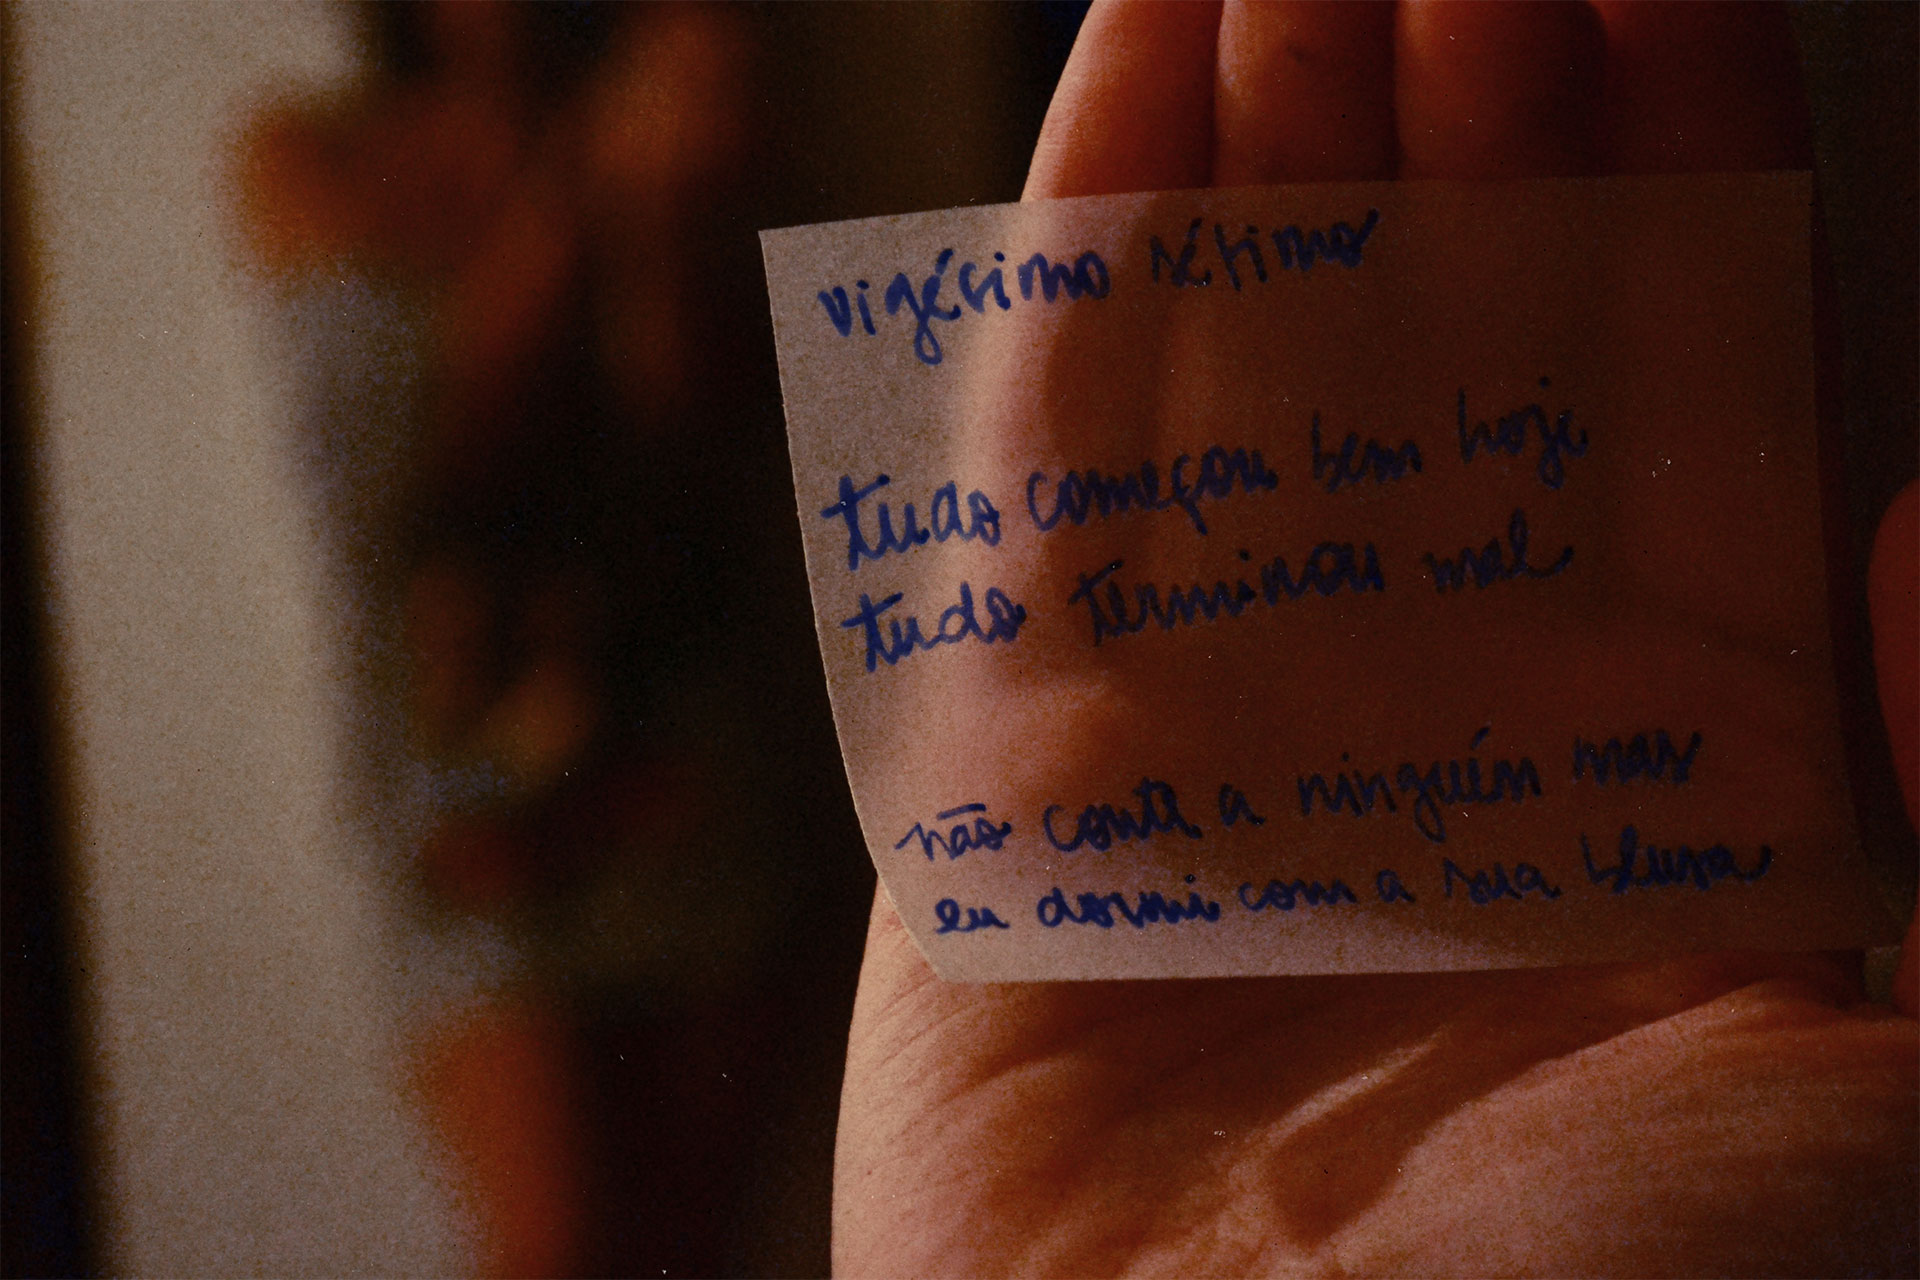 vigésimo sétimo
tudo começou bem hoje
tudo terminou mal
não conta a ninguém mas
eu dormi com a sua blusa